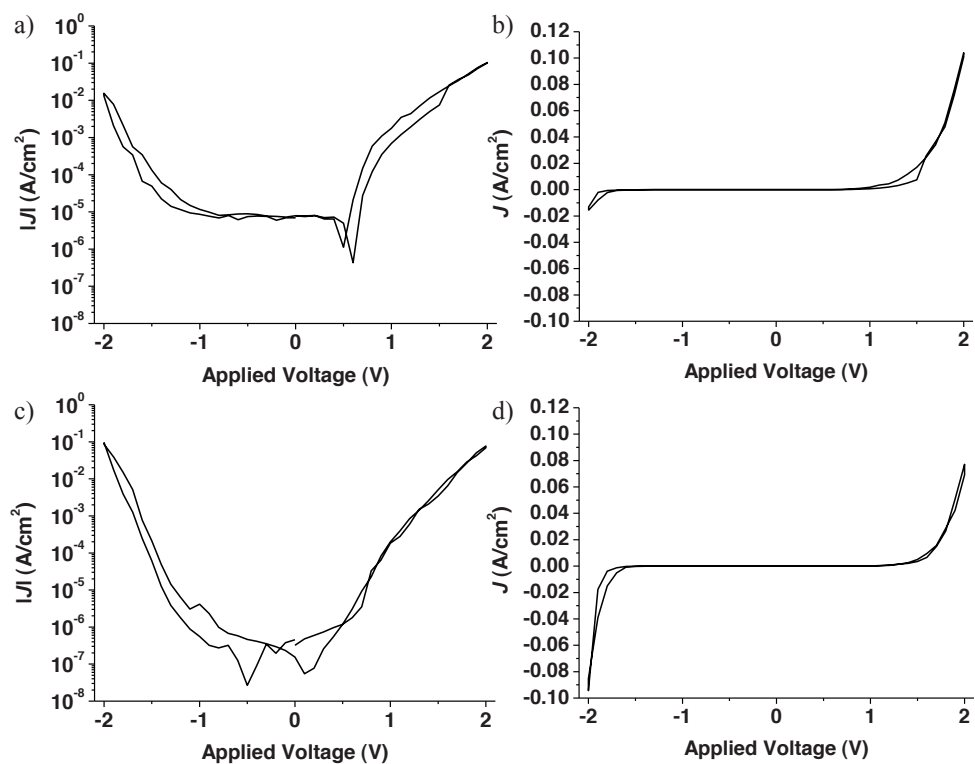 a)
10⁰
10⁻¹
10⁻²
10⁻³
10⁻⁴
10⁻⁵
10⁻⁶
10⁻⁷
10⁻⁸
|J| (A/cm²)
-2 -1 0 1 2
Applied Voltage (V)
b)
0.12
0.10
0.08
0.06
0.04
0.02
0.00
-0.02
-0.04
-0.06
-0.08
-0.10
J (A/cm²)
-2 -1 0 1 2
Applied Voltage (V)
c)
10⁰
10⁻¹
10⁻²
10⁻³
10⁻⁴
10⁻⁵
10⁻⁶
10⁻⁷
10⁻⁸
|J| (A/cm²)
-2 -1 0 1 2
Applied Voltage (V)
d)
0.12
0.10
0.08
0.06
0.04
0.02
0.00
-0.02
-0.04
-0.06
-0.08
-0.10
J (A/cm²)
-2 -1 0 1 2
Applied Voltage (V)